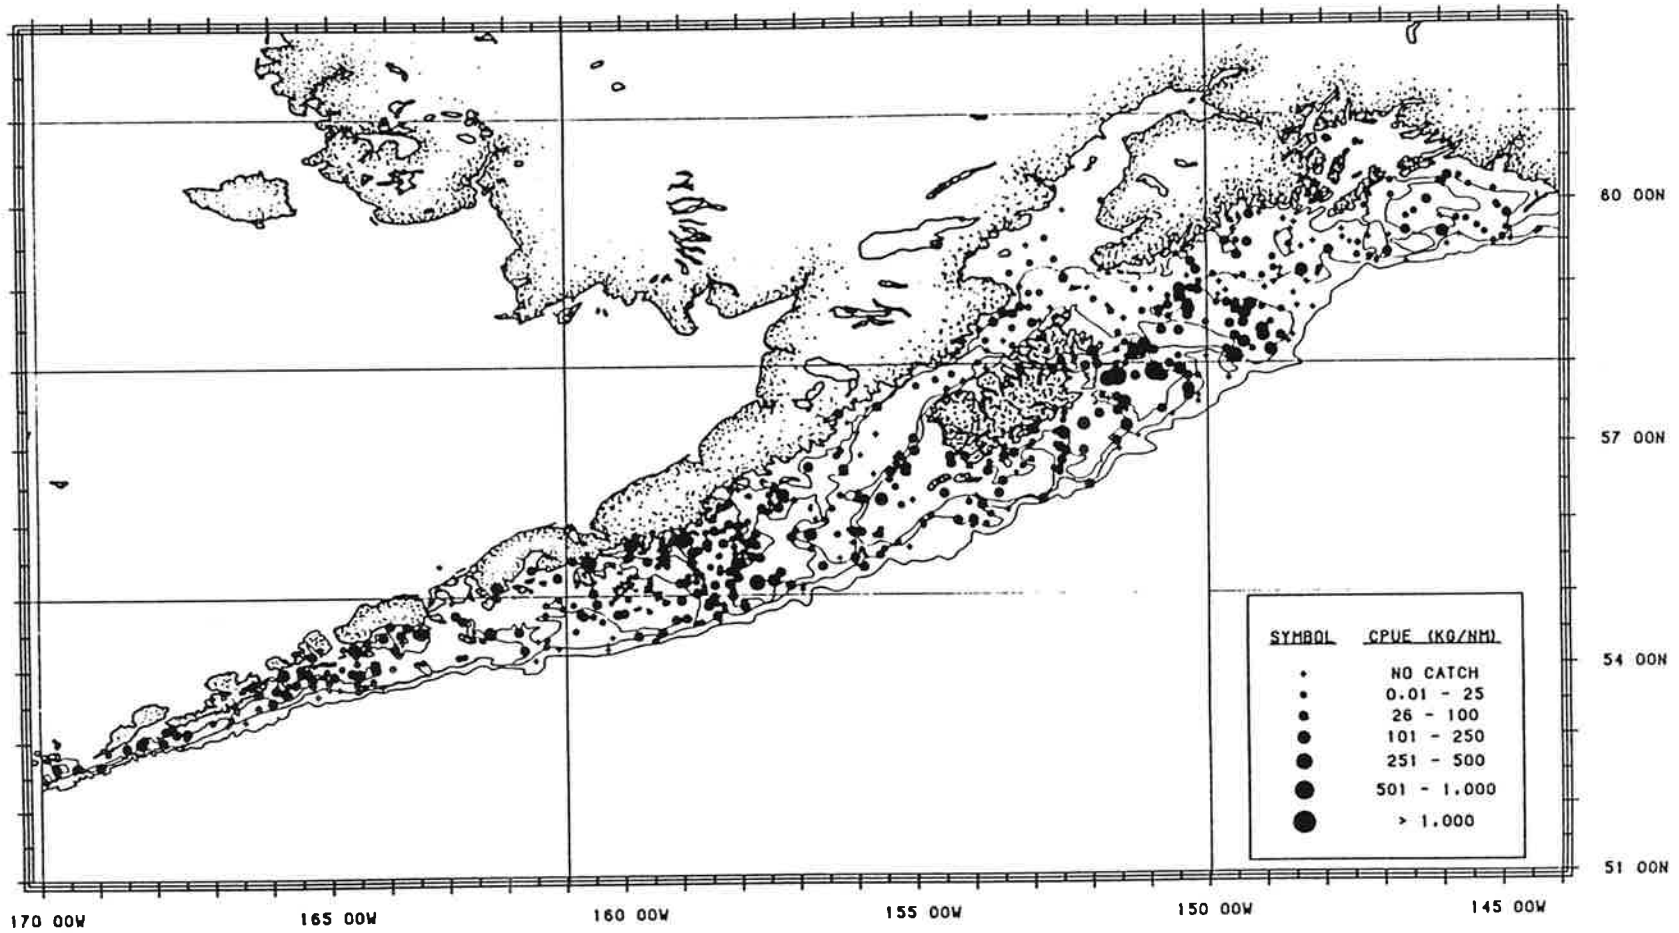 60 00N
57 00N
SYMBOL CPUE (KG/NM)
NO CATCH
0.01 - 25
26 - 100
101 - 250
251 - 500
501 - 1.000
> 1.000
54 00N
51 00N
170 00W 165 00W 160 00W 155 00W 150 00W 145 00W